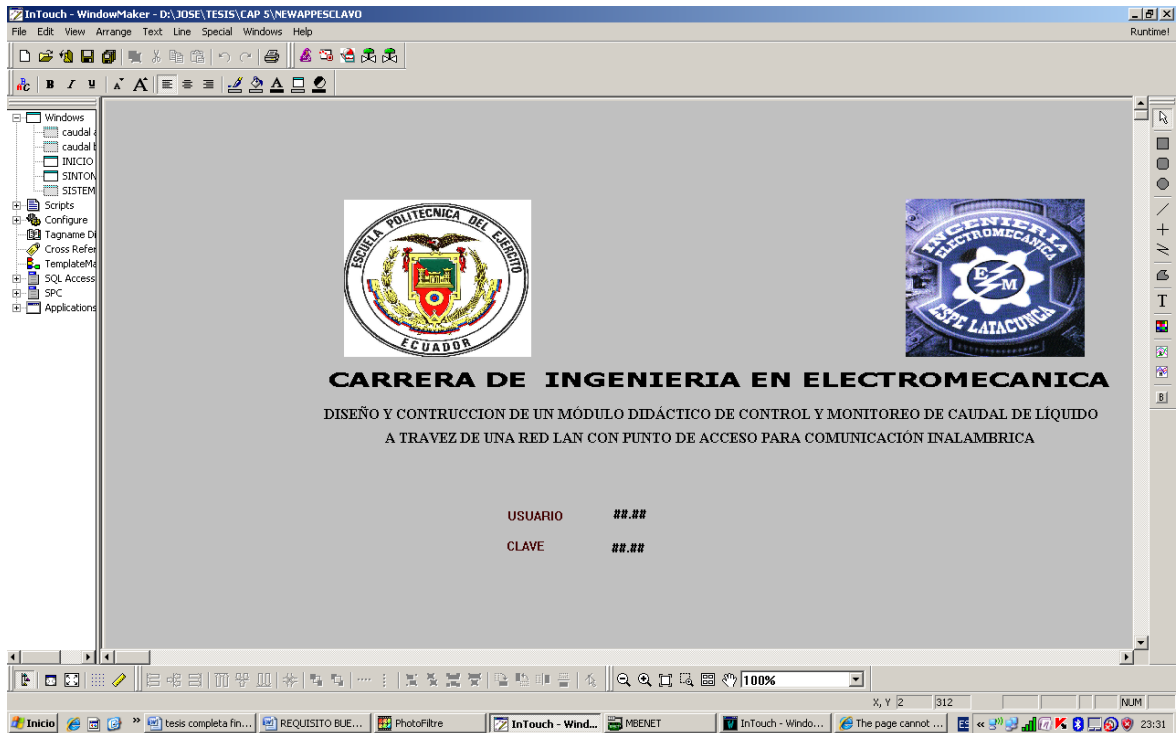 InTouch - WindowMaker - D:\JOSE\TESIS\CAP 5\NEWAPPESCLAVO
File Edit View Arrange Text Line Special Windows Help Runtime!
Windows
caudal a
caudal b
INICIO
SINTON
SISTEM
Scripts
Configure
Tagname Di
Cross Refer
TemplateMa
SQL Access
SPC
Applications
ESCUELA POLITECNICA DEL EJERCITO
ECUADOR
INGENIERIA
ELECTROMECANICA
E M
ESPE LATACUNGA
CARRERA DE INGENIERIA EN ELECTROMECANICA
DISEÑO Y CONTRUCCION DE UN MÓDULO DIDÁCTICO DE CONTROL Y MONITOREO DE CAUDAL DE LÍQUIDO
A TRAVEZ DE UNA RED LAN CON PUNTO DE ACCESO PARA COMUNICACIÓN INALAMBRICA
USUARIO ##.##
CLAVE ##.##
100%
X, Y 2 312 NUM
Inicio tesis completa fin... REQUISITO BUE... PhotoFiltre InTouch - Wind... MBENET InTouch - Windo... The page cannot ... ES 23:31